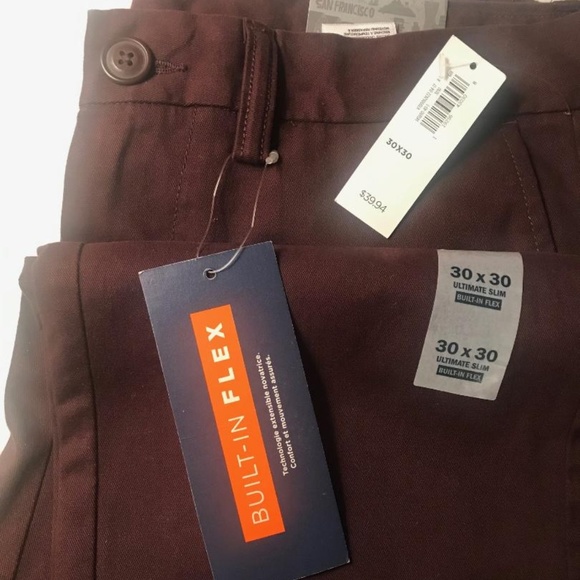 SAN FRANCISCO
30X30
$39.94
30 x 30
ULTIMATE SLIM
BUILT-IN FLEX
30 x 30
ULTIMATE SLIM
BUILT-IN FLEX
BUILT-IN FLEX
Technologie extensible novatrice.
Confort et mouvement assurés.